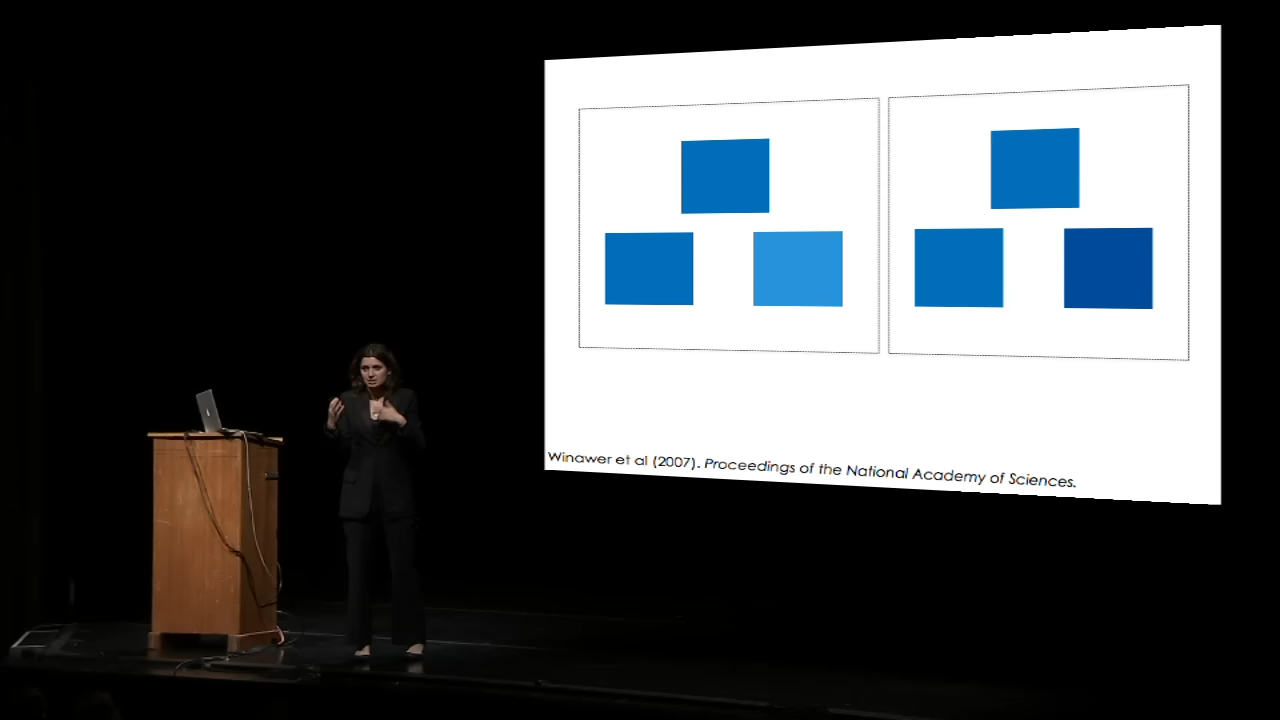 Winawer et al (2007). Proceedings of the National Academy of Sciences.